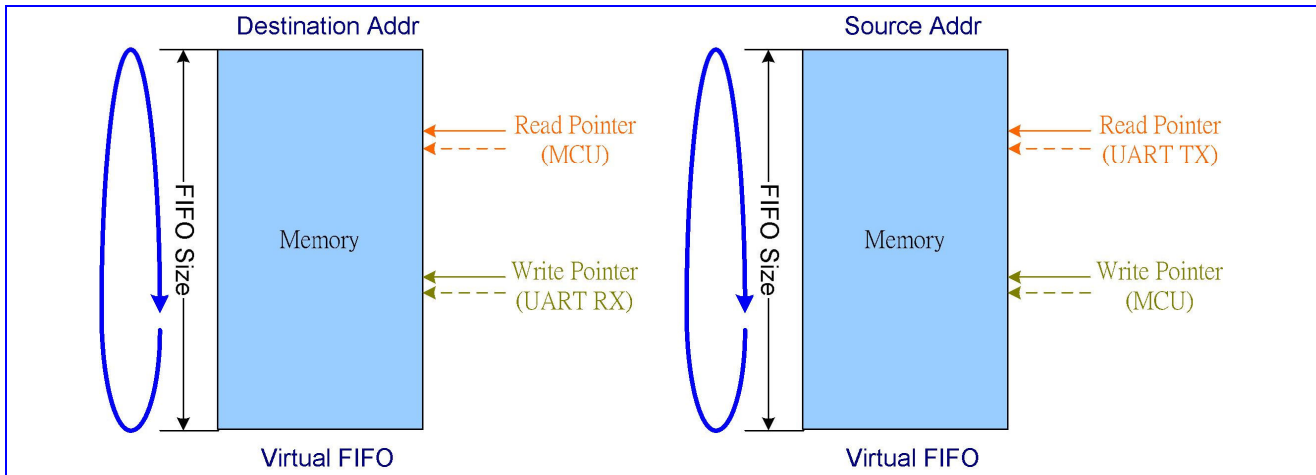 Destination Addr
FIFO Size
Memory
Read Pointer
(MCU)
Write Pointer
(UART RX)
Virtual FIFO
Source Addr
FIFO Size
Memory
Read Pointer
(UART TX)
Write Pointer
(MCU)
Virtual FIFO